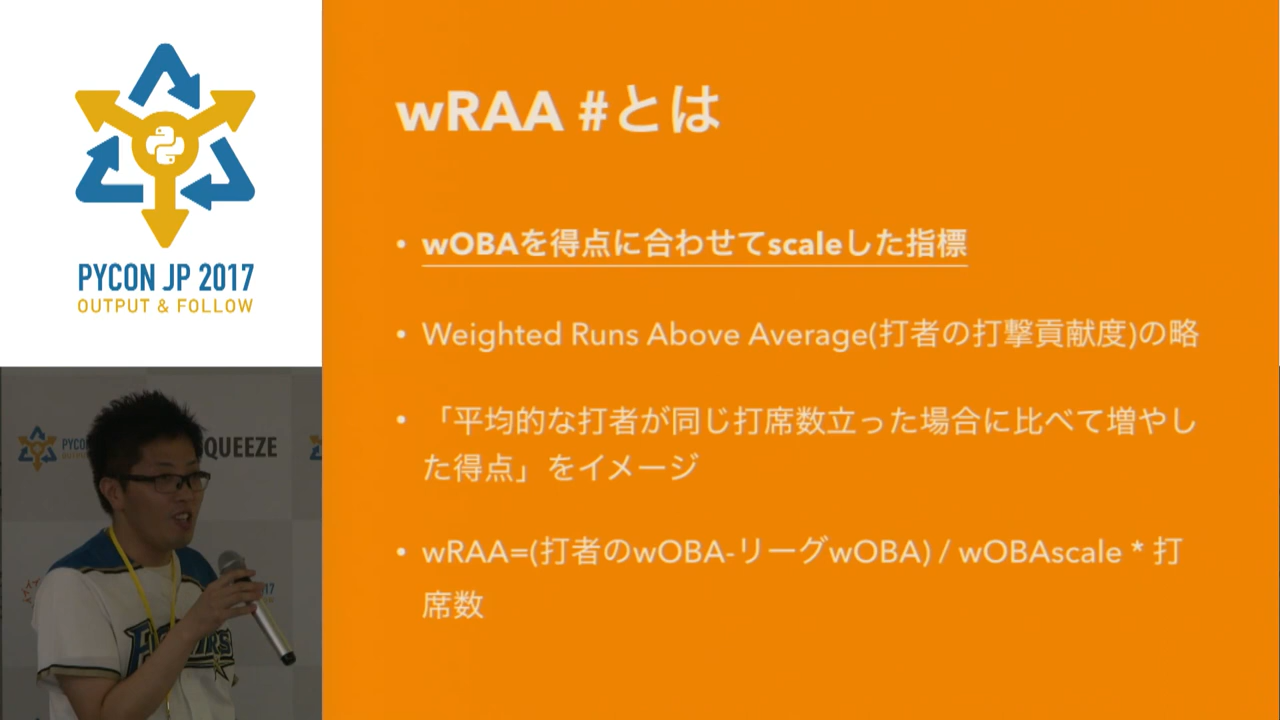 PYCON JP 2017
OUTPUT & FOLLOW
wRAA #とは
• wOBAを得点に合わせてscaleした指標
• Weighted Runs Above Average(打者の打撃貢献度)の略
• 「平均的な打者が同じ打席数立った場合に比べて増やし
た得点」をイメージ
• wRAA=(打者のwOBA-リーグwOBA) / wOBAscale * 打
席数
PYCON
QUEEZE